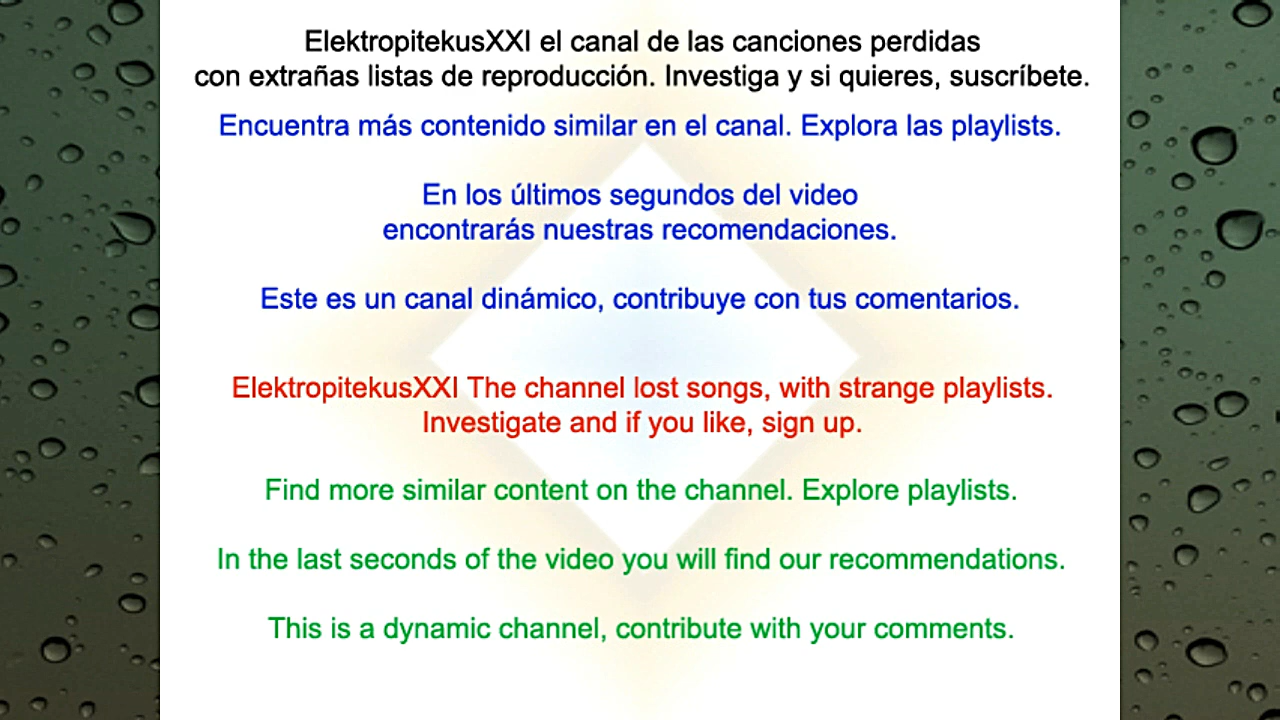 ElektropitekusXXI el canal de las canciones perdidas
con extrañas listas de reproducción. Investiga y si quieres, suscríbete.
Encuentra más contenido similar en el canal. Explora las playlists.
En los últimos segundos del video
encontrarás nuestras recomendaciones.
Este es un canal dinámico, contribuye con tus comentarios.
ElektropitekusXXI The channel lost songs, with strange playlists.
Investigate and if you like, sign up.
Find more similar content on the channel. Explore playlists.
In the last seconds of the video you will find our recommendations.
This is a dynamic channel, contribute with your comments.